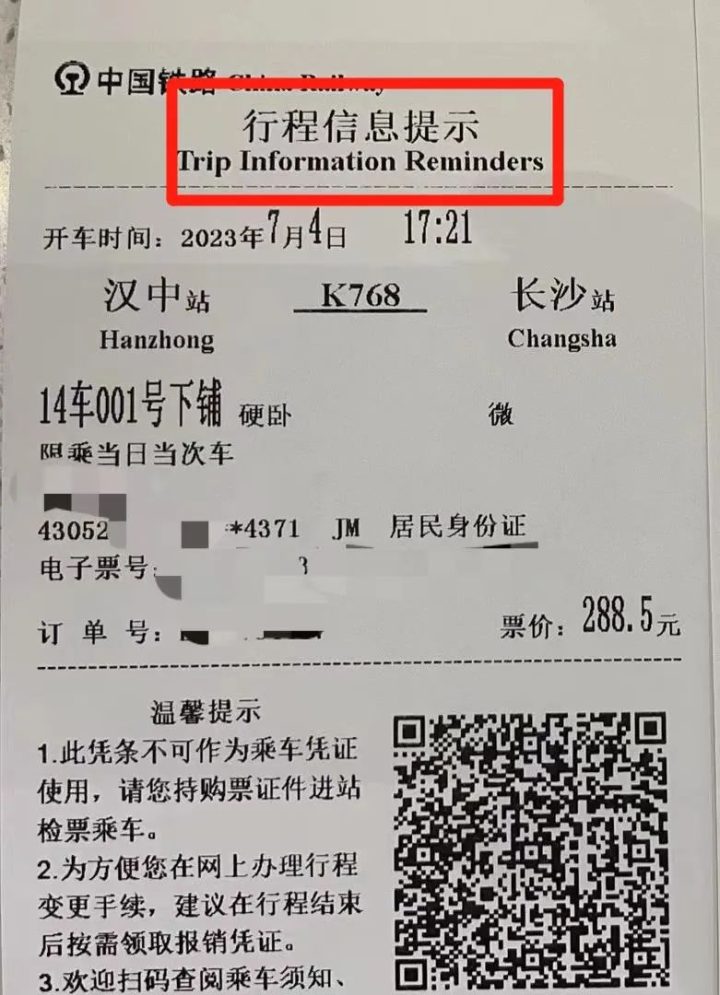 中国铁路 China Railway
行程信息提示
Trip Information Reminders
开车时间：2023年7月4日 17:21
汉中站 K768 长沙站
Hanzhong Changsha
14车001号下铺 硬卧 微
限乘当日当次车
43052 *4371 JM 居民身份证
电子票号：
订单号：
票价：288.5元
温馨提示
1.此凭条不可作为乘车凭证
使用，请您持购票证件进站
检票乘车。
2.为方便您在网上办理行程
变更手续，建议在行程结束
后按需领取报销凭证。
3.欢迎扫码查阅乘车须知、